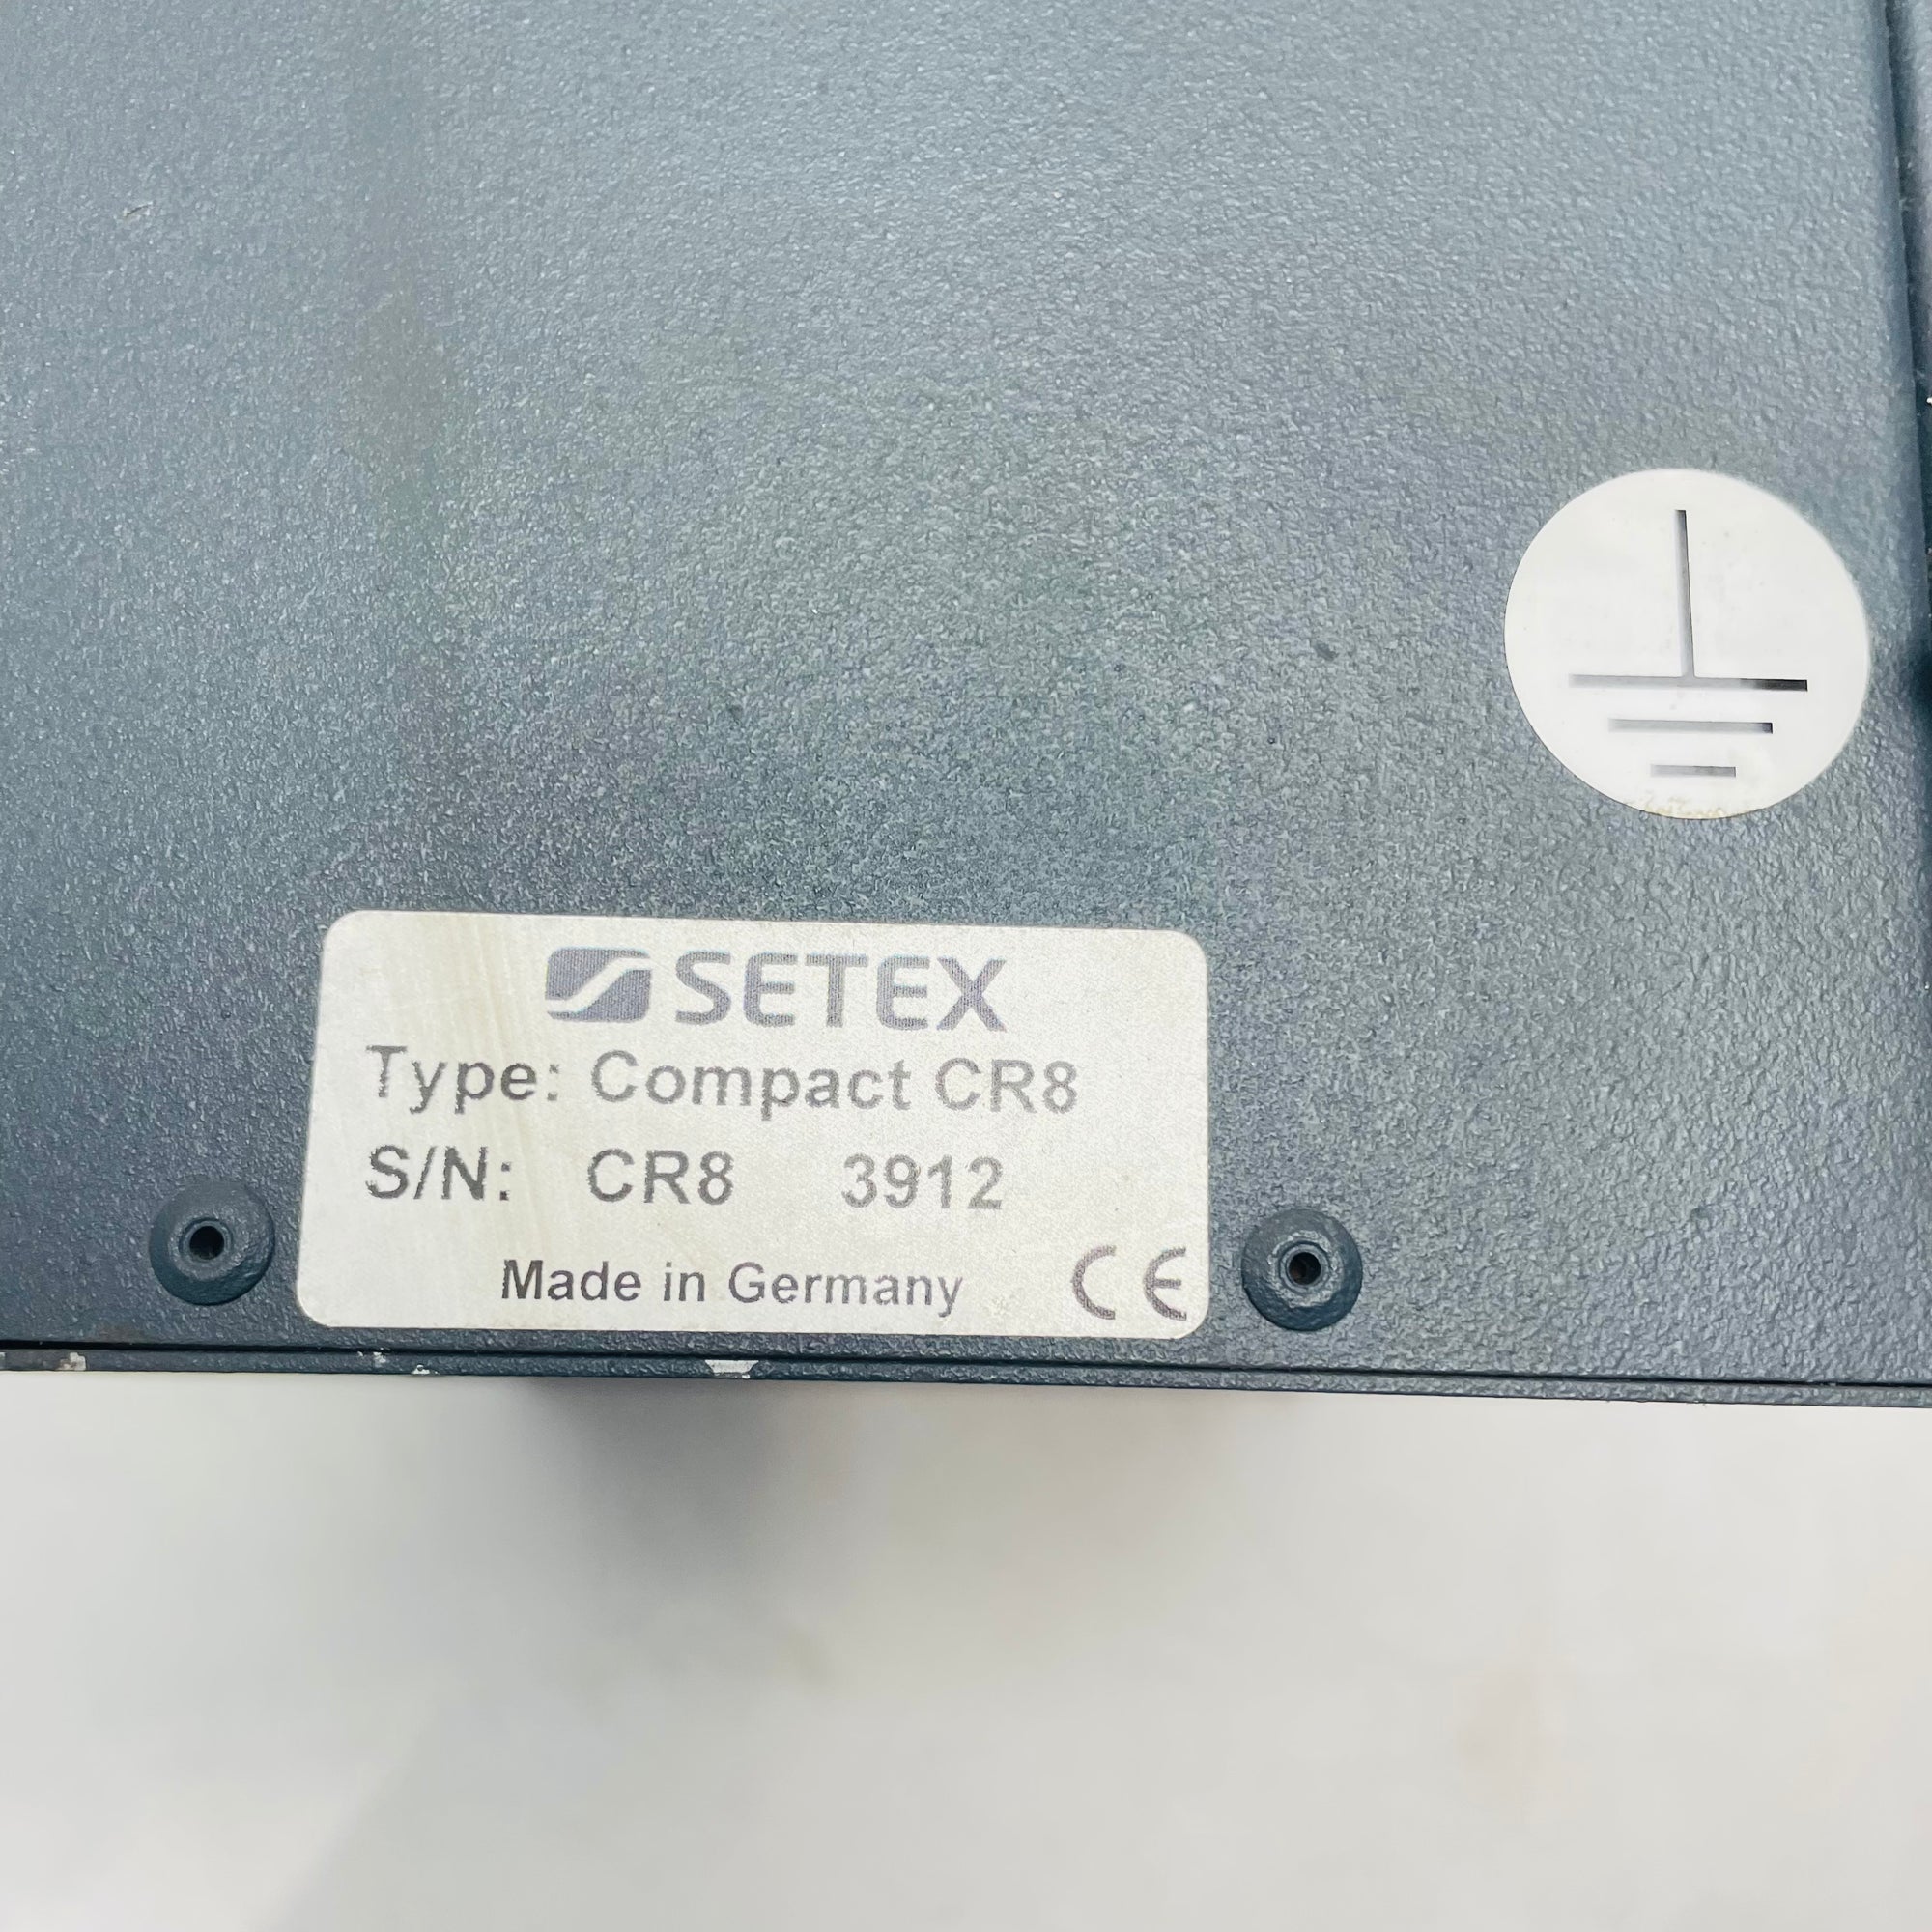 SETEX
Type: Compact CR8
S/N: CR8 3912
Made in Germany CE